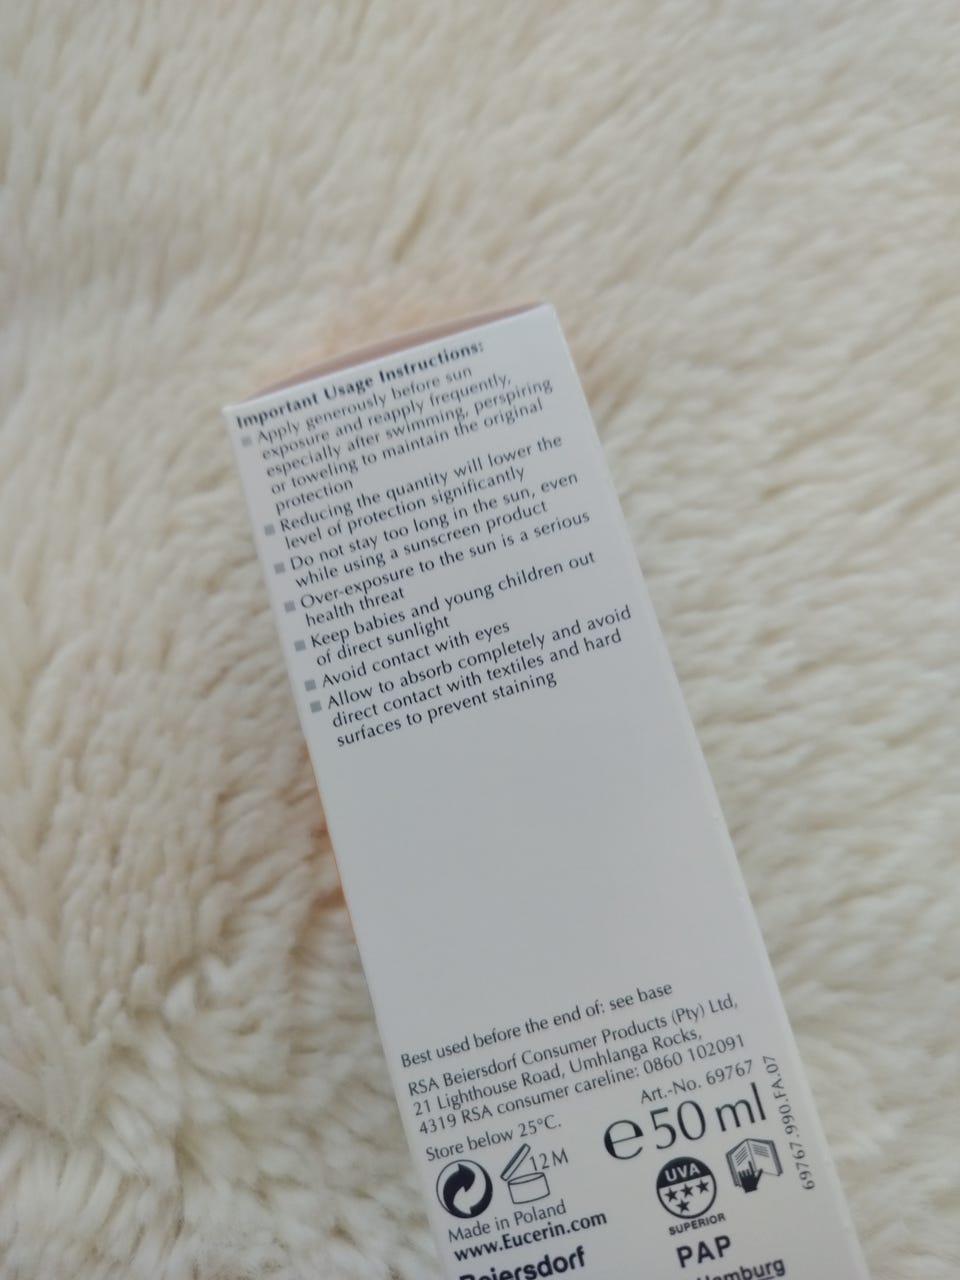 Important Usage Instructions:
Apply generously before sun
exposure and reapply frequently,
especially after swimming, perspiring
or toweling to maintain the original
protection
Reducing the quantity will lower the
level of protection significantly
Do not stay too long in the sun, even
while using a sunscreen product
Over-exposure to the sun is a serious
health threat
Keep babies and young children out
of direct sunlight
Avoid contact with eyes
Allow to absorb completely and avoid
direct contact with textiles and hard
surfaces to prevent staining
Best used before the end of: see base
RSA Beiersdorf Consumer Products (Pty) Ltd,
21 Lighthouse Road, Umhlanga Rocks,
4319 RSA consumer careline: 0860 102091
Art.-No. 69767
Store below 25°C.
e50 ml
69767.990.FA.07
12M
UVA
SUPERIOR
Made in Poland
www.Eucerin.com
PAP
Beiersdorf
Hamburg